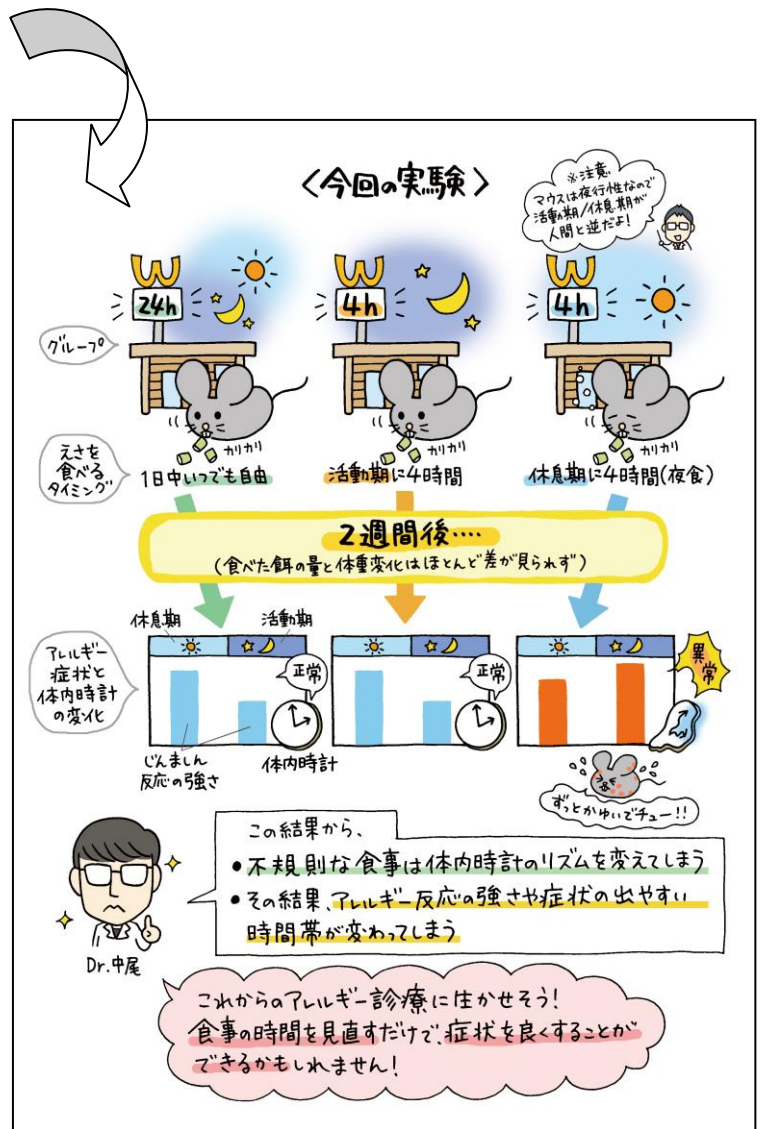 〈今回の実験〉
※注意
マウスは夜行性なので
活動期/休息期が
人間と逆だよ!
24h
4h
4h
グループ
カリカリ
カリカリ
カリカリ
えさを
食べる
タイミング
1日中いつでも自由
活動期に4時間
休息期に4時間(夜食)
2週間後‥‥
(食べた餌の量と体重変化はほとんど差が見られず)
休息期
活動期
アレルギー
症状と
体内時計
の変化
正常
正常
異常
じんましん
反応の強さ
体内時計
ずっとかゆいでチュー!!
この結果から、
•不規則な食事は体内時計のリズムを変えてしまう
•その結果、アレルギー反応の強さや症状の出やすい
時間帯が変わってしまう
Dr.中尾
これからのアレルギー診療に生かせそう!
食事の時間を見直すだけで、症状を良くすることが
できるかもしれません!